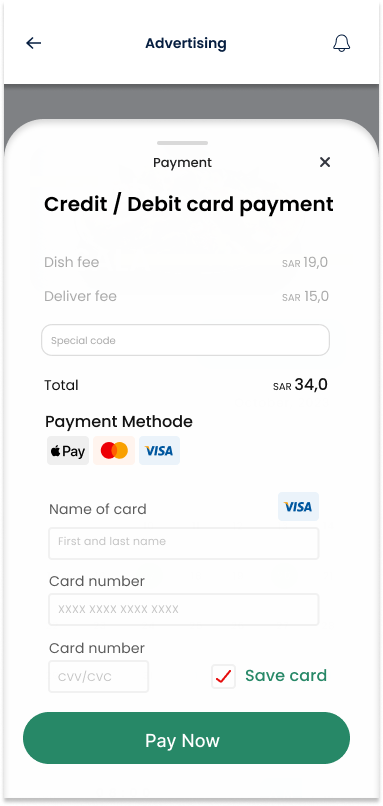 Advertising
Payment
Credit / Debit card payment
Dish fee SAR 19,0
Deliver fee SAR 15,0
Special code
Total SAR 34,0
Payment Methode
Pay VISA
Name of card VISA
First and last name
Card number
XXXX XXXX XXXX XXXX
Card number
CVV/CVC Save card
Pay Now